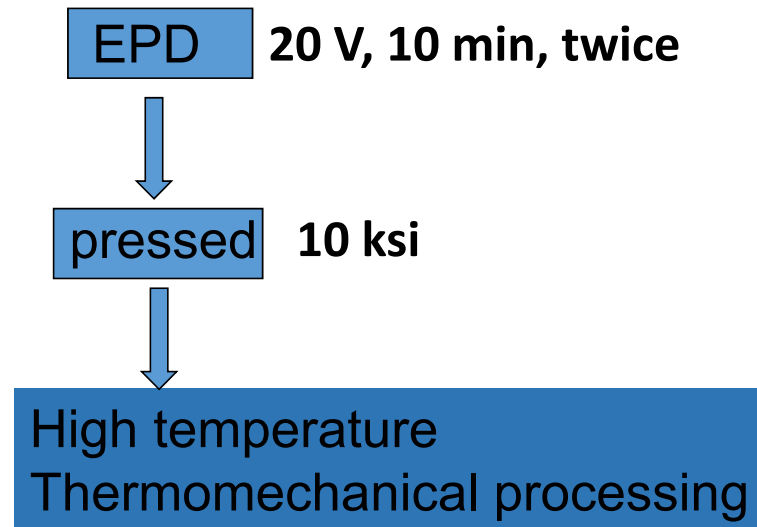 EPD 20 V, 10 min, twice
pressed 10 ksi
High temperature
Thermomechanical processing